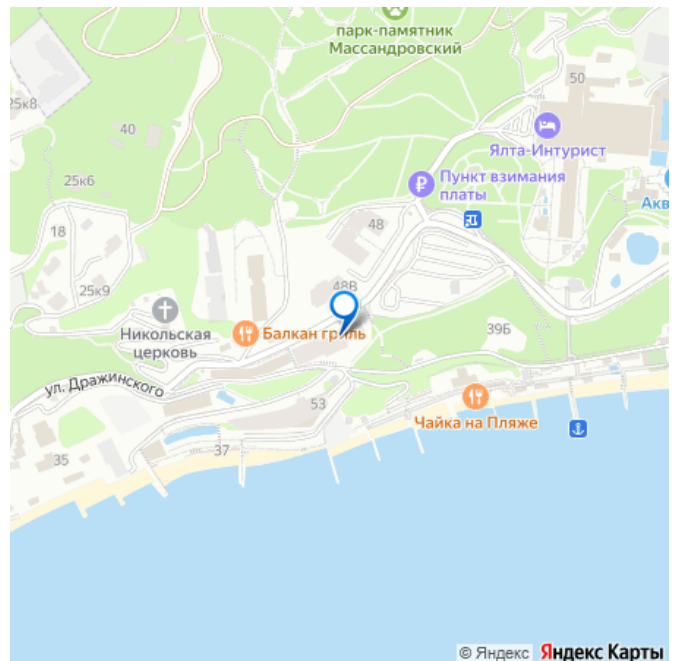 парк-памятник
Массандровский
50
25к8
40
Ялта-Интурист
Пункт взимания
платы
25к6
Акв
48
18
25к9
48В
Никольская
церковь
Балкан гриль
39Б
ул. Дражинского
53
Чайка на Пляже
37
35
© Яндекс Яндекс Карты